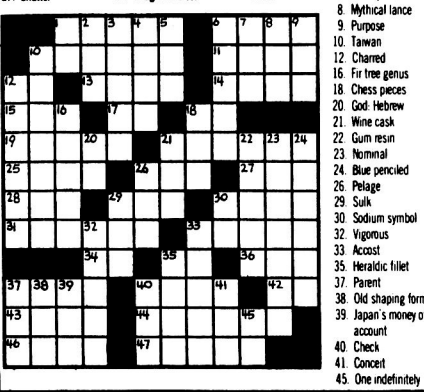 1 2 3 4 5 6 7 8 9
10 11
12 13 14
15 16 17 18
19 20 21 22 23 24
25 26 27
28 29 30
31 32 33
34 35 36
37 38 39 40 41 42
43 44 45
46 47
8. Mythical lance
9. Purpose
10. Taiwan
12. Charred
16. Fir tree genus
18. Chess pieces
20. God: Hebrew
21. Wine cask
22. Gum resin
23. Nominal
24. Blue penciled
26. Pelage
29. Sulk
30. Sodium symbol
32. Vigorous
33. Accost
35. Heraldic fillet
37. Parent
38. Old shaping form
39. Japan's money of
account
40. Check
41. Conceit
45. One indefinitely